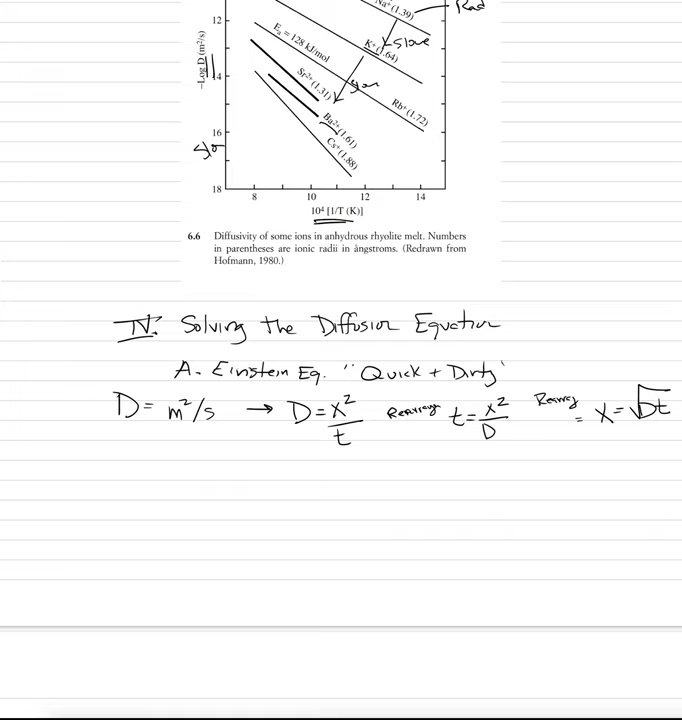 Na⁺ (1.39)
Rad
12
Slow
K⁺ (1.64)
Eₐ = 128 kJ/mol
–Log D (m²/s)
14
Sr²⁺ (1.31)
Rb⁺ (1.72)
Ba²⁺ (1.61)
16
Cs⁺ (1.88)
18
8 10 12 14
10⁴ [1/T (K)]
6.6 Diffusivity of some ions in anhydrous rhyolite melt. Numbers
in parentheses are ionic radii in ångstroms. (Redrawn from
Hofmann, 1980.)
IV. Solving the Diffusion Equation
A. Einstein Eq. "Quick + Dirty"
D = m²/s → D = x²/t Rearrange t = x²/D = x = √Dt